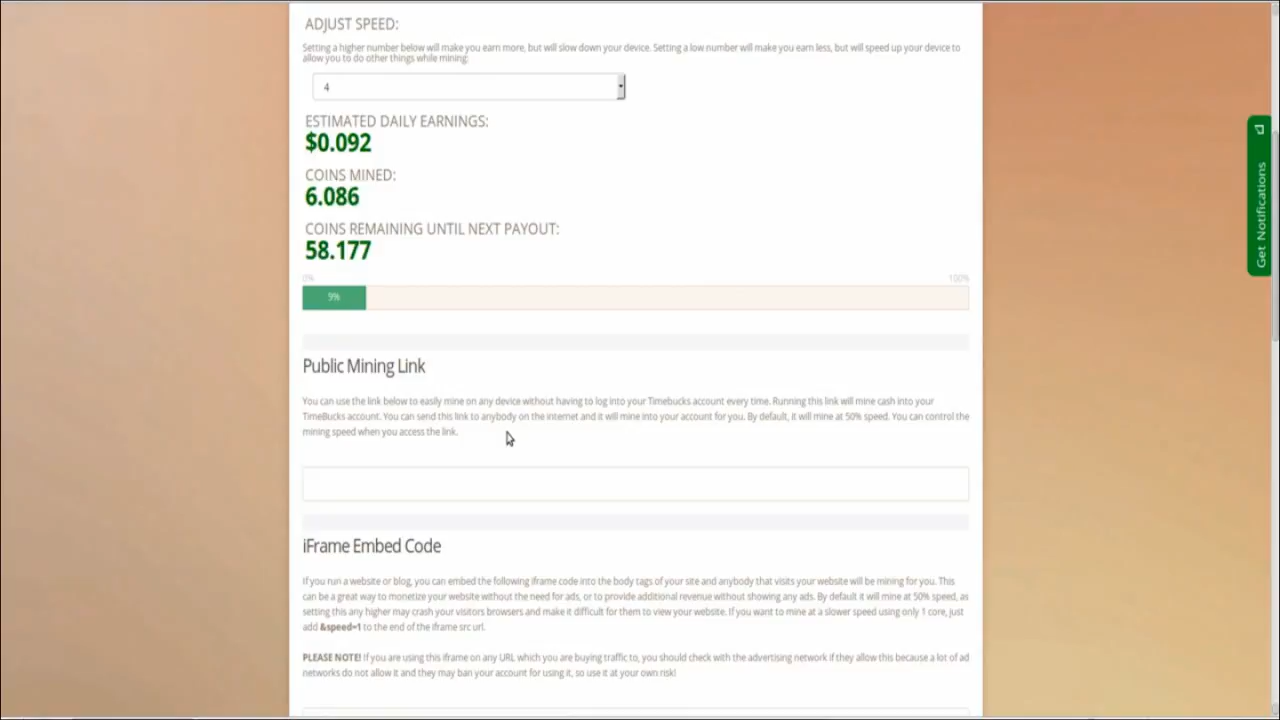 ADJUST SPEED:
Setting a higher number below will make you earn more, but will slow down your device. Setting a low number will make you earn less, but will speed up your device to
allow you to do other things while mining:
4
ESTIMATED DAILY EARNINGS:
$0.092
COINS MINED:
6.086
COINS REMAINING UNTIL NEXT PAYOUT:
58.177
0% 100%
9%
Public Mining Link
You can use the link below to easily mine on any device without having to log into your Timebucks account every time. Running this link will mine cash into your
TimeBucks account. You can send this link to anybody on the internet and it will mine into your account for you. By default, it will mine at 50% speed. You can control the
mining speed when you access the link.
iFrame Embed Code
If you run a website or blog, you can embed the following iframe code into the body tags of your site and anybody that visits your website will be mining for you. This
can be a great way to monetize your website without the need for ads, or to provide additional revenue without showing any ads. By default it will mine at 50% speed, as
setting this any higher may crash your visitors browsers and make it difficult for them to view your website. If you want to mine at a slower speed using only 1 core, just
add &speed=1 to the end of the iframe src url.
PLEASE NOTE! If you are using this iframe on any URL which you are buying traffic to, you should check with the advertising network if they allow this because a lot of ad
networks do not allow it and they may ban your account for using it, so use it at your own risk!
Get Notifications